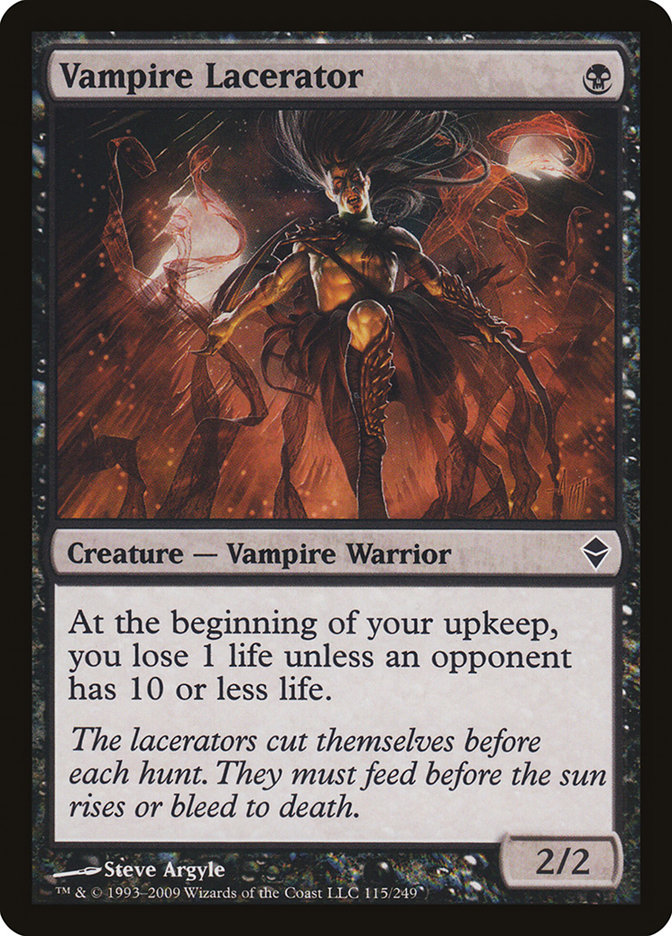 Vampire Lacerator
Creature — Vampire Warrior
At the beginning of your upkeep,
you lose 1 life unless an opponent
has 10 or less life.
The lacerators cut themselves before
each hunt. They must feed before the sun
rises or bleed to death.
2/2
Steve Argyle
™ & © 1993–2009 Wizards of the Coast LLC 115/249